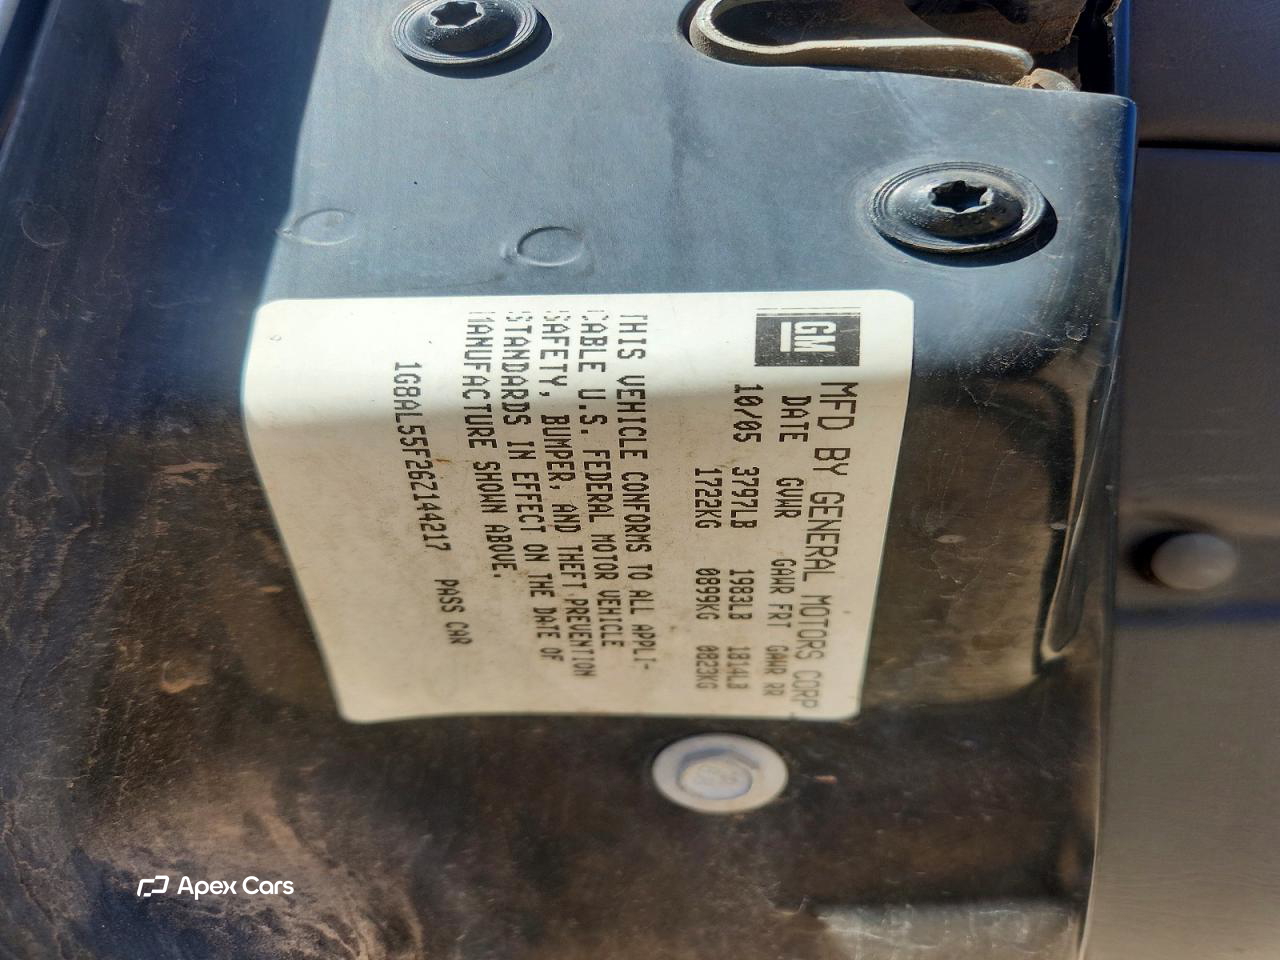 GM
MFD BY GENERAL MOTORS CORP.
DATE GVWR GAWR FRT GAWR RR
10/05 3797LB 1983LB 1814LB
1722KG 0899KG 0823KG
THIS VEHICLE CONFORMS TO ALL APPLI-
CABLE U.S. FEDERAL MOTOR VEHICLE
SAFETY, BUMPER, AND THEFT PREVENTION
STANDARDS IN EFFECT ON THE DATE OF
MANUFACTURE SHOWN ABOVE.
1G8AL55F26Z144217 PASS CAR
Apex Cars